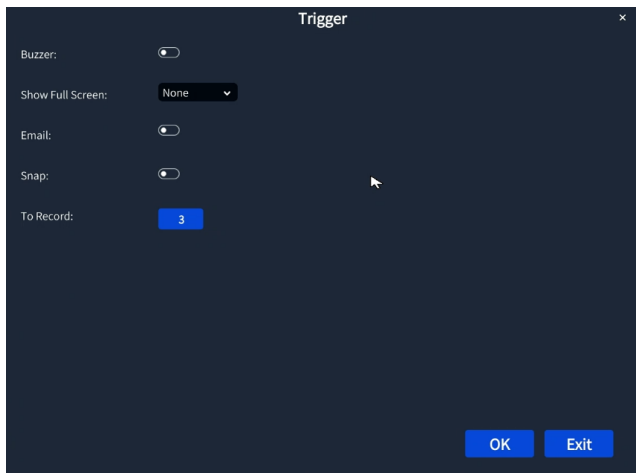 Trigger ×
Buzzer:
Show Full Screen: None
Email:
Snap:
To Record: 3
OK Exit